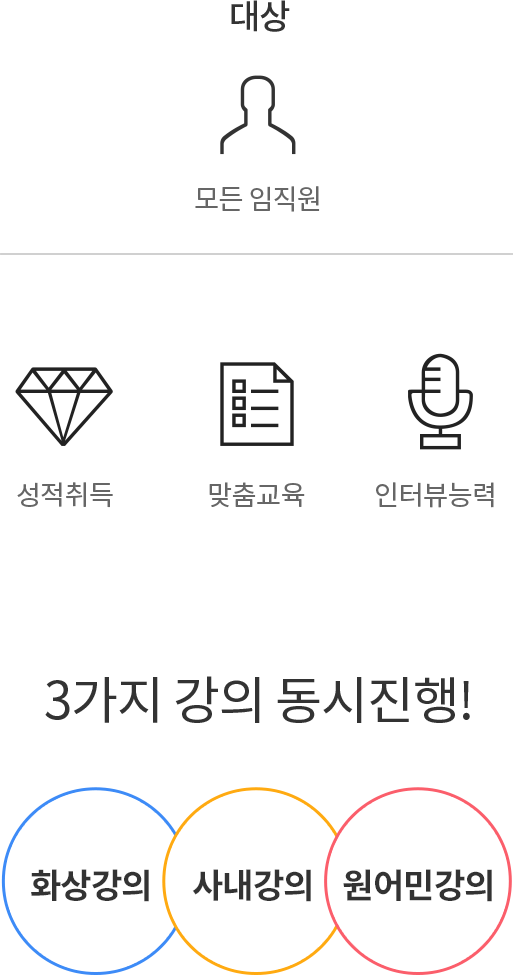 대상
모든 임직원
성적취득
맞춤교육
인터뷰능력
3가지 강의 동시진행!
화상강의
사내강의
원어민강의